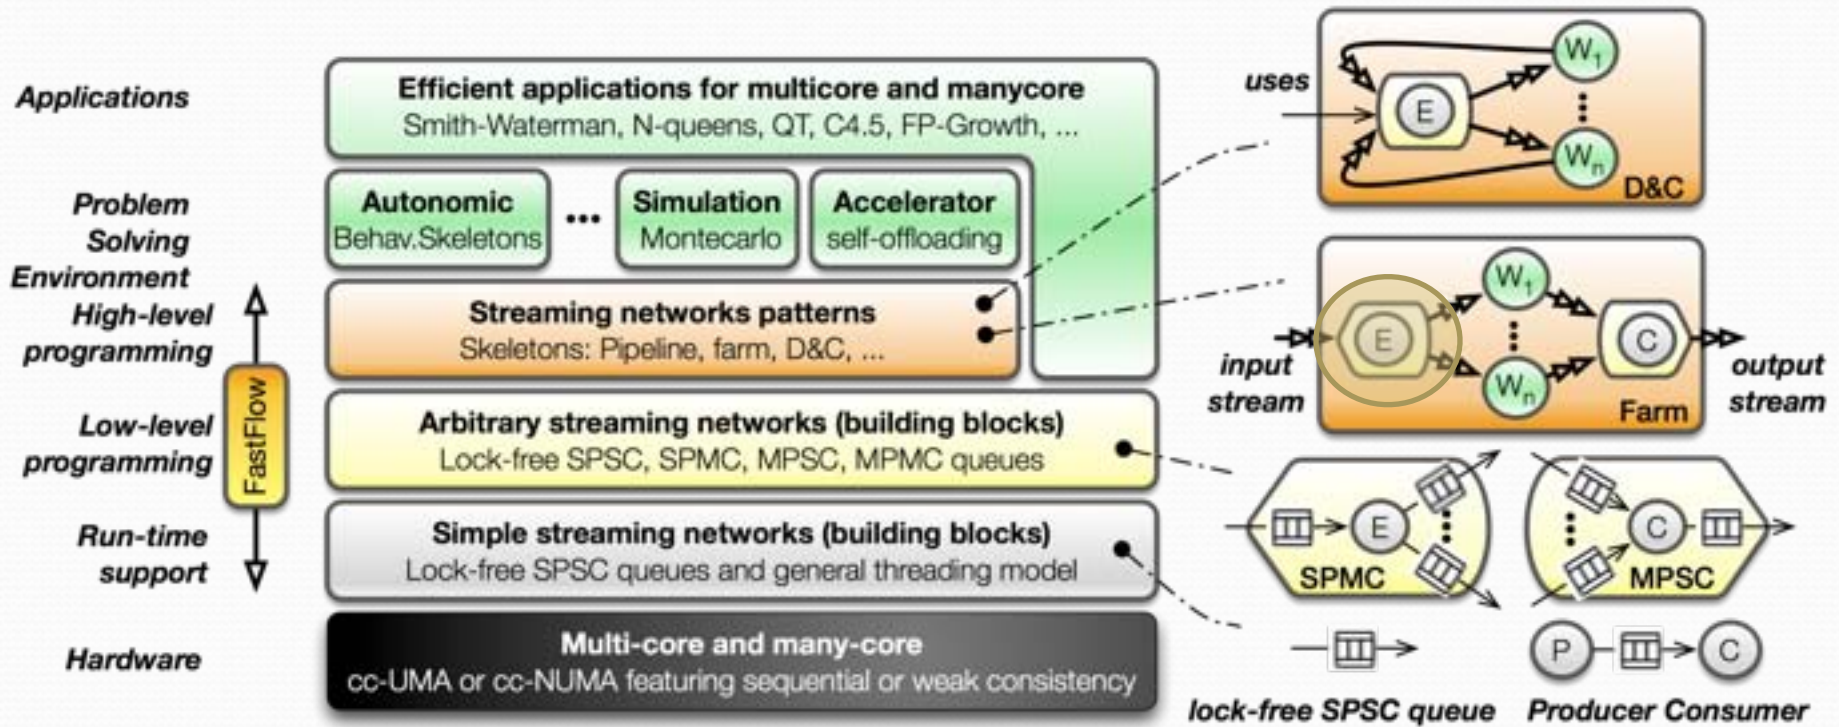 Applications
Efficient applications for multicore and manycore
Smith-Waterman, N-queens, QT, C4.5, FP-Growth, ...
Problem
Solving
Environment
Autonomic
Behav.Skeletons
...
Simulation
Montecarlo
Accelerator
self-offloading
High-level
programming
Streaming networks patterns
Skeletons: Pipeline, farm, D&C, ...
FastFlow
Low-level
programming
Arbitrary streaming networks (building blocks)
Lock-free SPSC, SPMC, MPSC, MPMC queues
Run-time
support
Simple streaming networks (building blocks)
Lock-free SPSC queues and general threading model
Hardware
Multi-core and many-core
cc-UMA or cc-NUMA featuring sequential or weak consistency
uses
E
W1
Wn
D&C
input
stream
E
W1
Wn
C
Farm
output
stream
E
SPMC
C
MPSC
lock-free SPSC queue
P
C
Producer Consumer